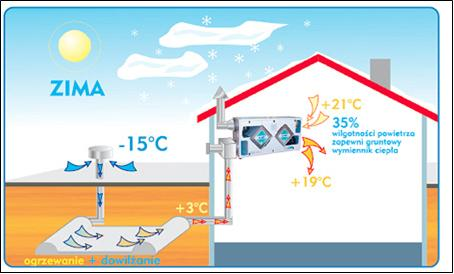 ZIMA
-15°C
+21°C
35%
wilgotności powietrza
zapewni gruntowy
wymiennik ciepła
+19°C
+3°C
ogrzewanie + dowilżanie